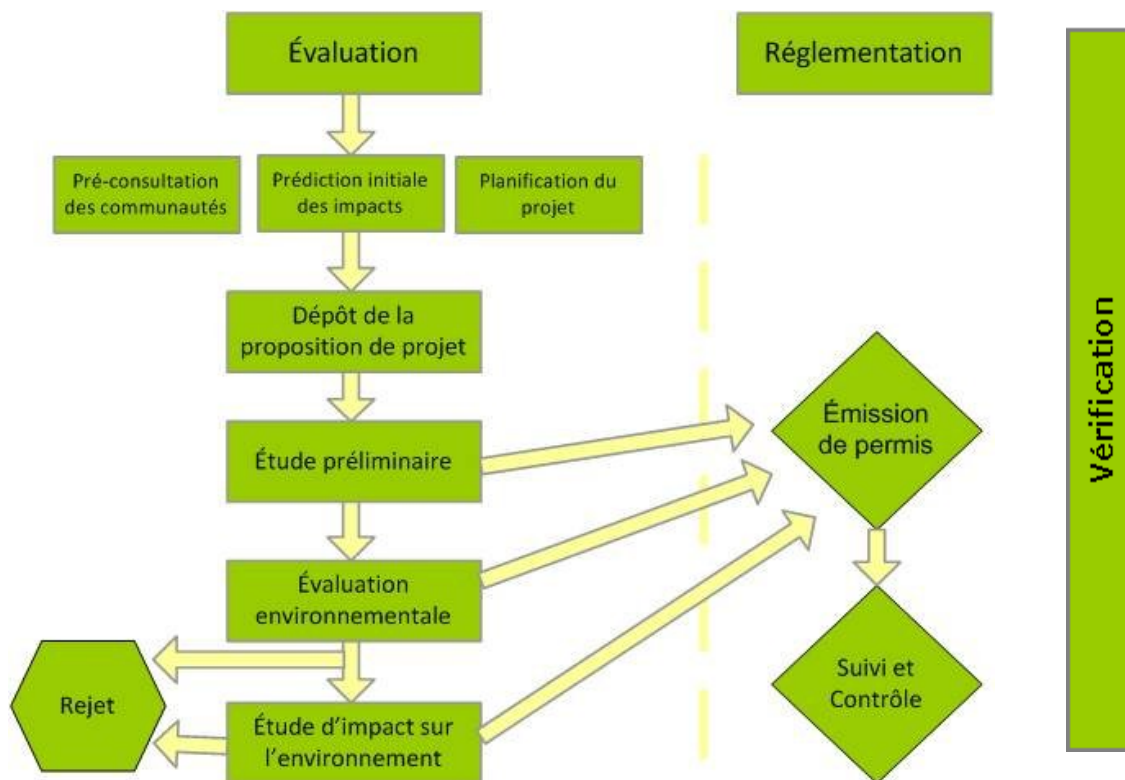 Évaluation
Réglementation
Pré-consultation
des communautés
Prédiction initiale
des impacts
Planification du
projet
Dépôt de la
proposition de projet
Étude préliminaire
Émission
de permis
Évaluation
environnementale
Rejet
Étude d'impact sur
l'environnement
Suivi et
Contrôle
Vérification